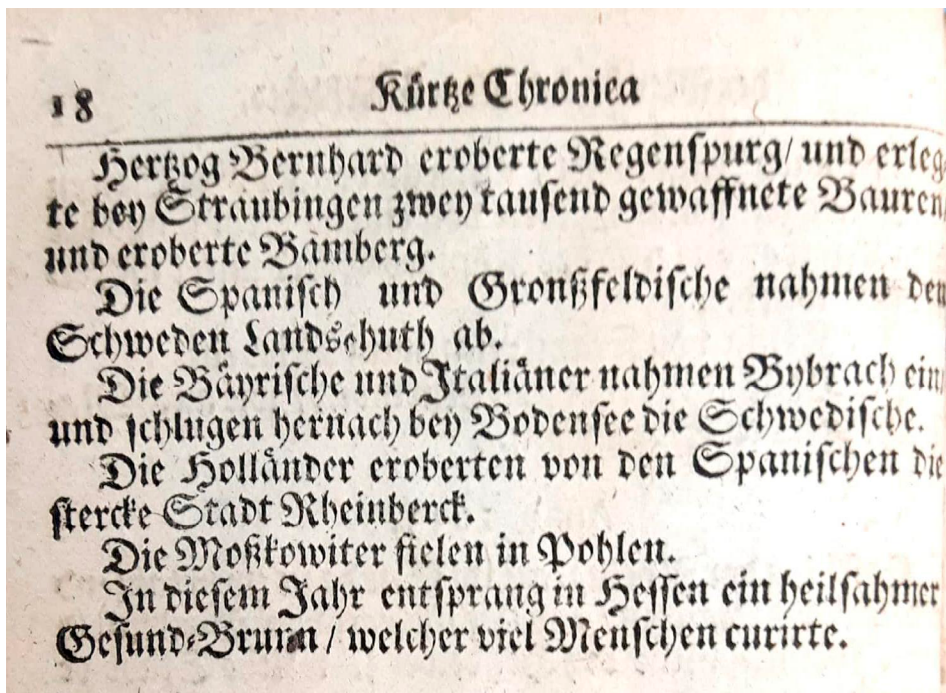 18 Kürtze Chronica
Hertzog Bernhard eroberte Regenspurg/ und erleg-
te bey Straubingen zwey tausend gewaffnete Bauren
und eroberte Bamberg.
Die Spanisch und Gronßfeldische nahmen den
Schweden Landschuth ab.
Die Bäyrische und Italiäner nahmen Bybrach ein
und schlugen hernach bey Bodensee die Schwedische.
Die Holländer eroberten von den Spanischen die
stercke Stadt Rheinberck.
Die Moßkowiter fielen in Pohlen.
In diesem Jahr entsprang in Hessen ein heilsahmer
Gesund-Brunn / welcher viel Menschen curirte.